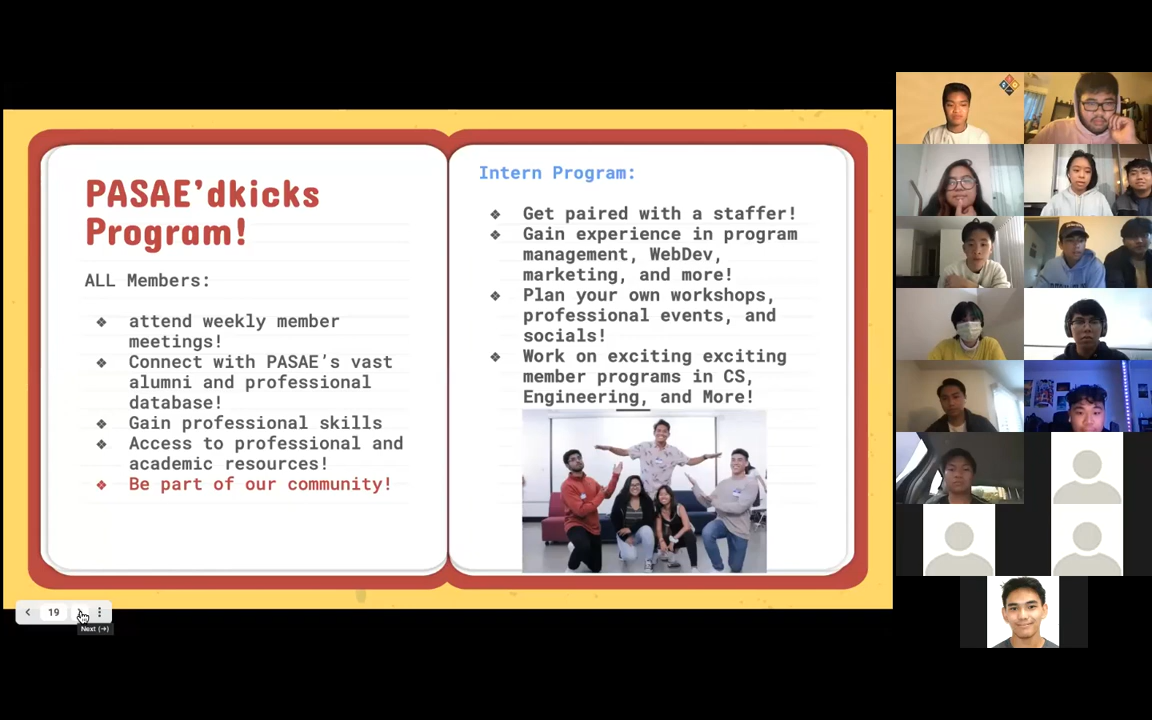 PASAE’dkicks
Program!
ALL Members:
❖ attend weekly member
meetings!
❖ Connect with PASAE’s vast
alumni and professional
database!
❖ Gain professional skills
❖ Access to professional and
academic resources!
❖ Be part of our community!
Intern Program:
❖ Get paired with a staffer!
❖ Gain experience in program
management, WebDev,
marketing, and more!
❖ Plan your own workshops,
professional events, and
socials!
❖ Work on exciting exciting
member programs in CS,
Engineering, and More!
19
Next (→)